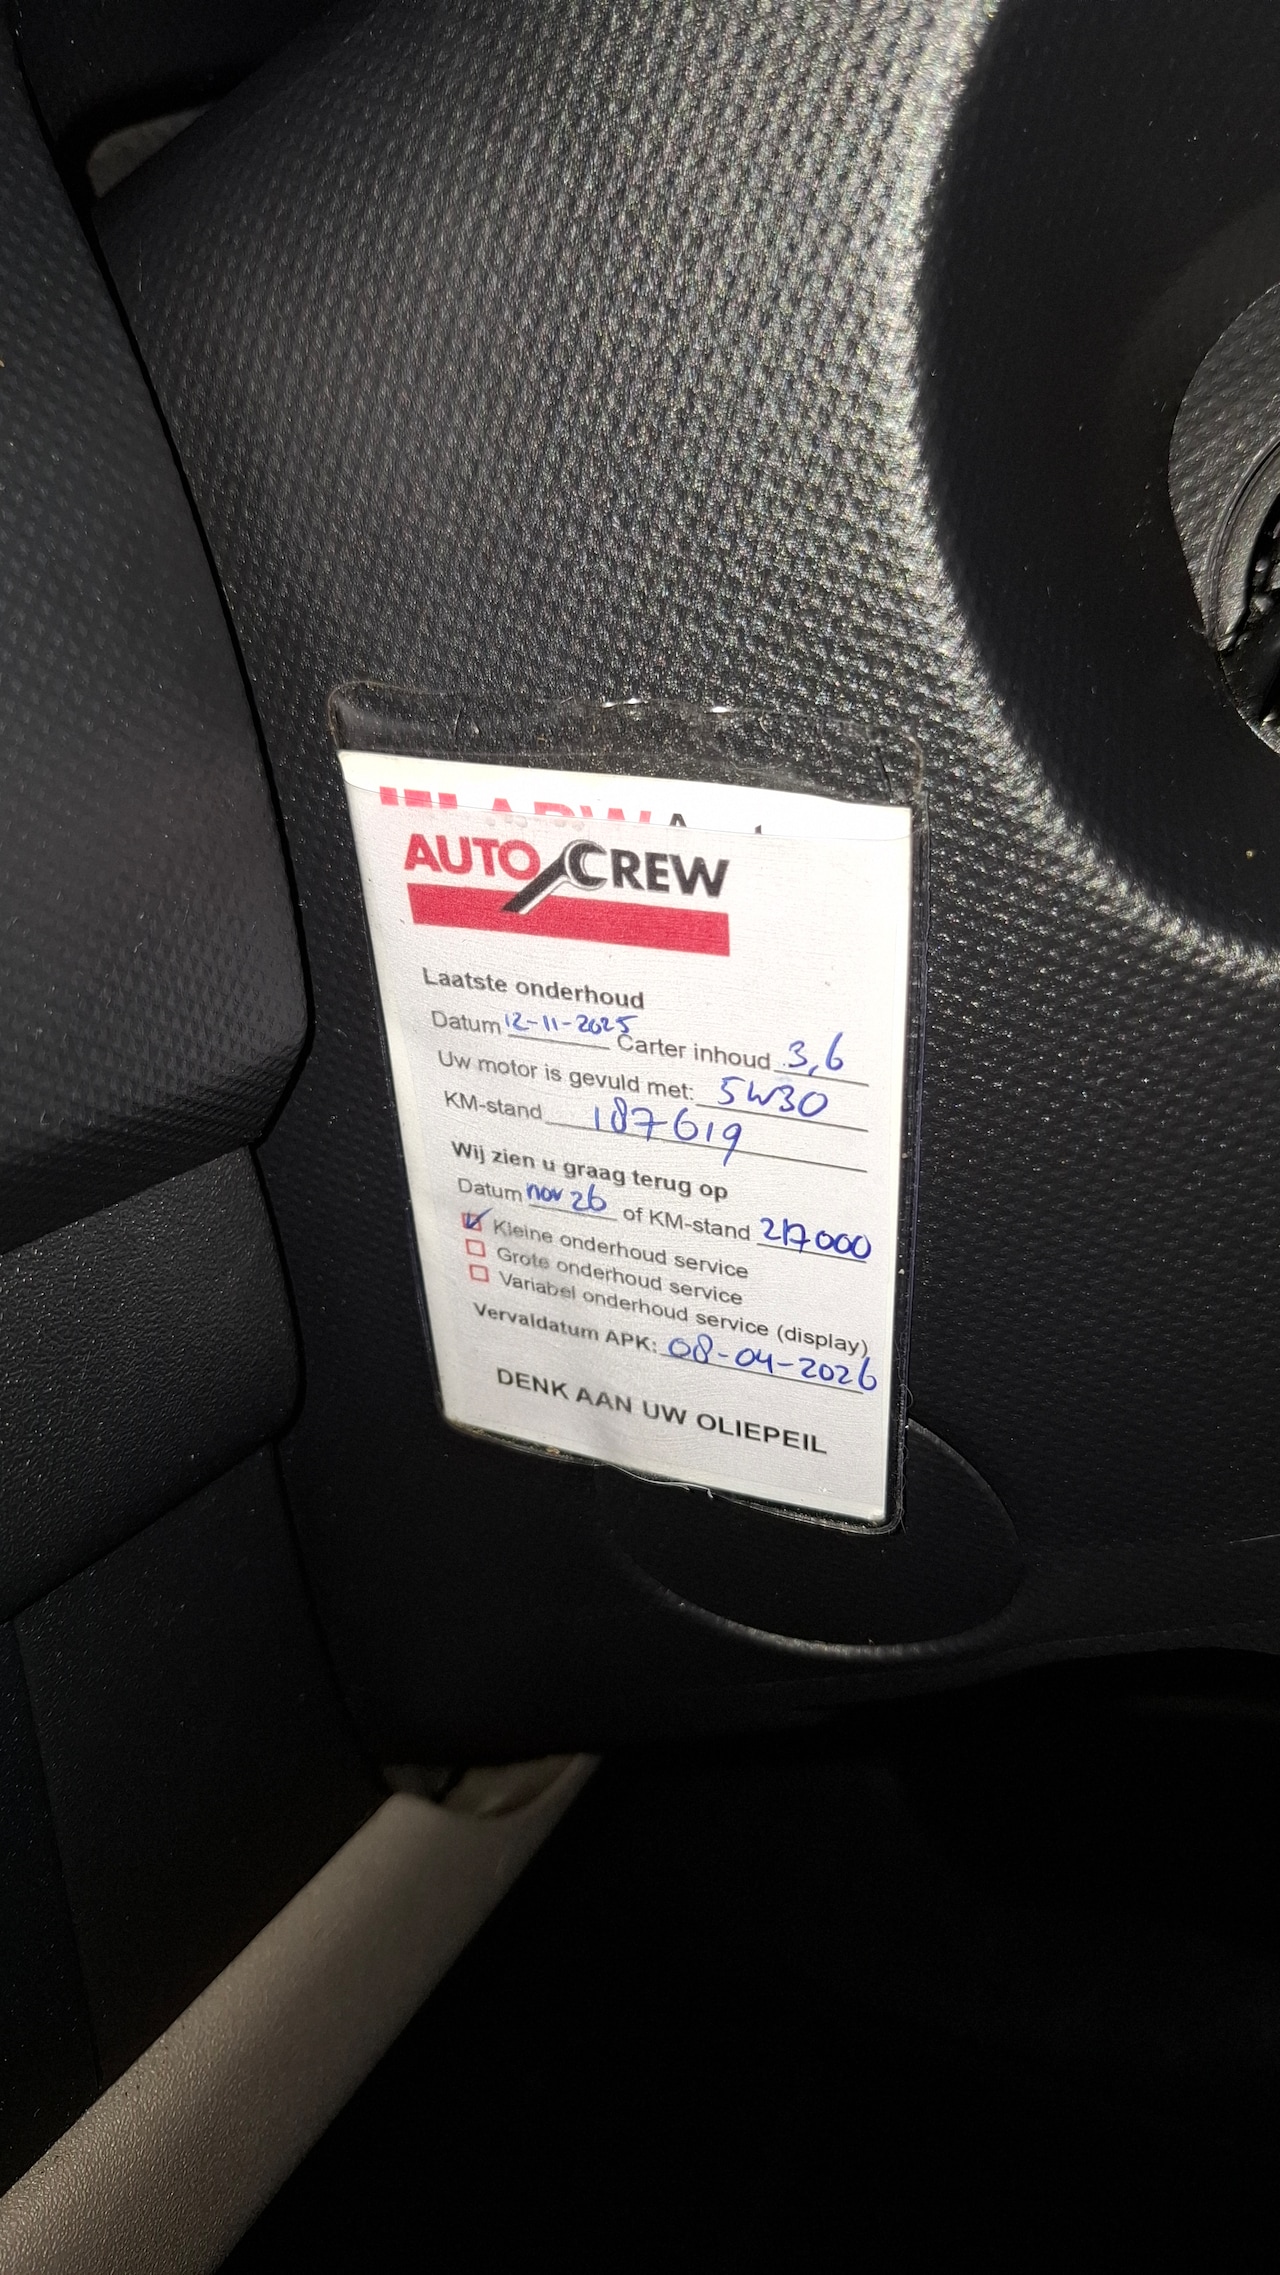 AUTO CREW
Laatste onderhoud
Datum 12-11-2025 Carter inhoud 3,6
Uw motor is gevuld met: 5W30
KM-stand 187619
Wij zien u graag terug op
Datum nov 26 of KM-stand 217000
Kleine onderhoud service
Grote onderhoud service
Variabel onderhoud service (display)
Vervaldatum APK: 08-04-2026
DENK AAN UW OLIEPEIL